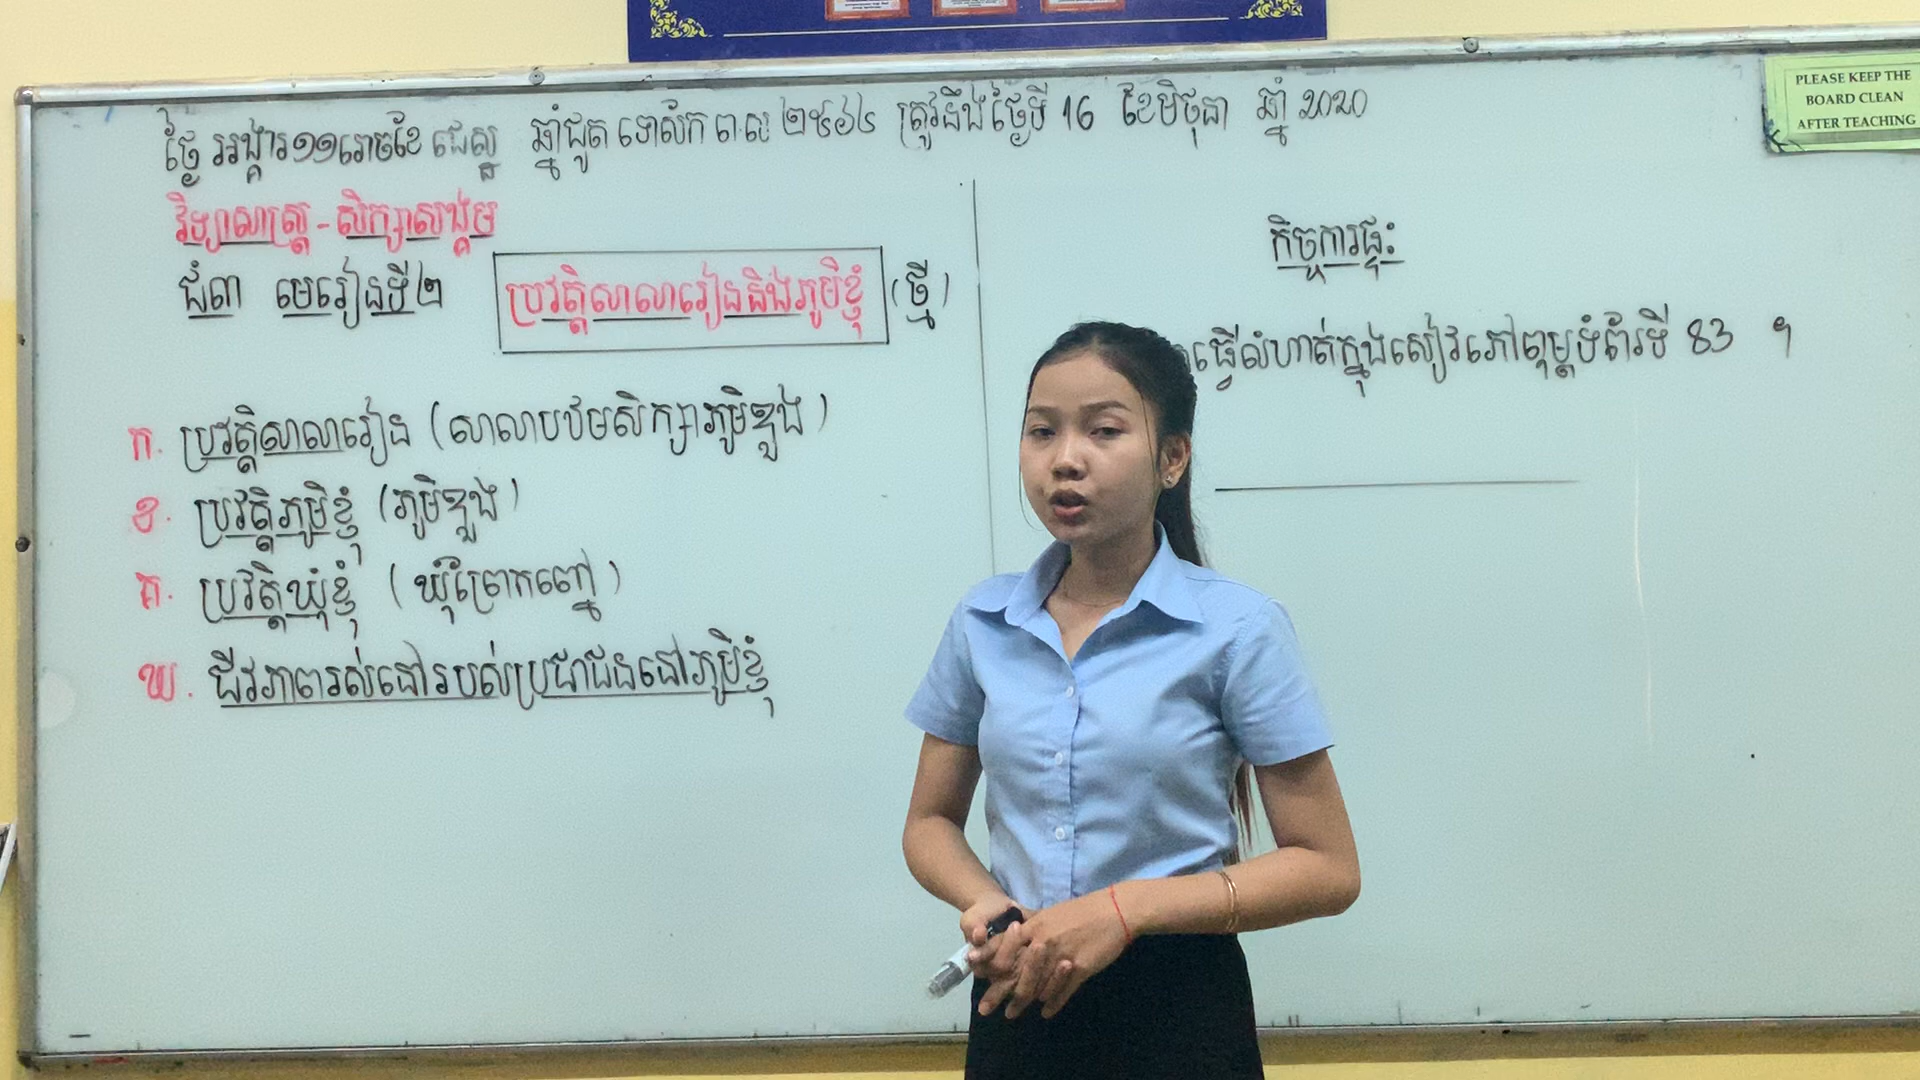 ថ្ងៃ អង្គារ ១១រោច ខែ ជេស្ឋ ឆ្នាំជូត ទោស័ក ព.ស ២៥៦៤ ត្រូវនឹងថ្ងៃទី 16 ខែមិថុនា ឆ្នាំ 2020
វិទ្យាសាស្ត្រ - សិក្សាសង្គម
ជំពូក មេរៀនទី២ ប្រវត្តិសាលារៀននិងភូមិខ្ញុំ (ថ្មី)
ក. ប្រវត្តិសាលារៀន (សាលាបឋមសិក្សាភូមិខ្ទួង)
ខ. ប្រវត្តិភូមិខ្ញុំ (ភូមិខ្ទួង)
គ. ប្រវត្តិឃុំខ្ញុំ (ឃុំព្រែកញៅ)
ឃ. ជីវភាពរស់នៅរបស់ប្រជាជននៅភូមិខ្ញុំ
កិច្ចការផ្ទះ
ធ្វើលំហាត់ក្នុងសៀវភៅពុម្ពទំព័រទី 83 ។
PLEASE KEEP THE
BOARD CLEAN
AFTER TEACHING